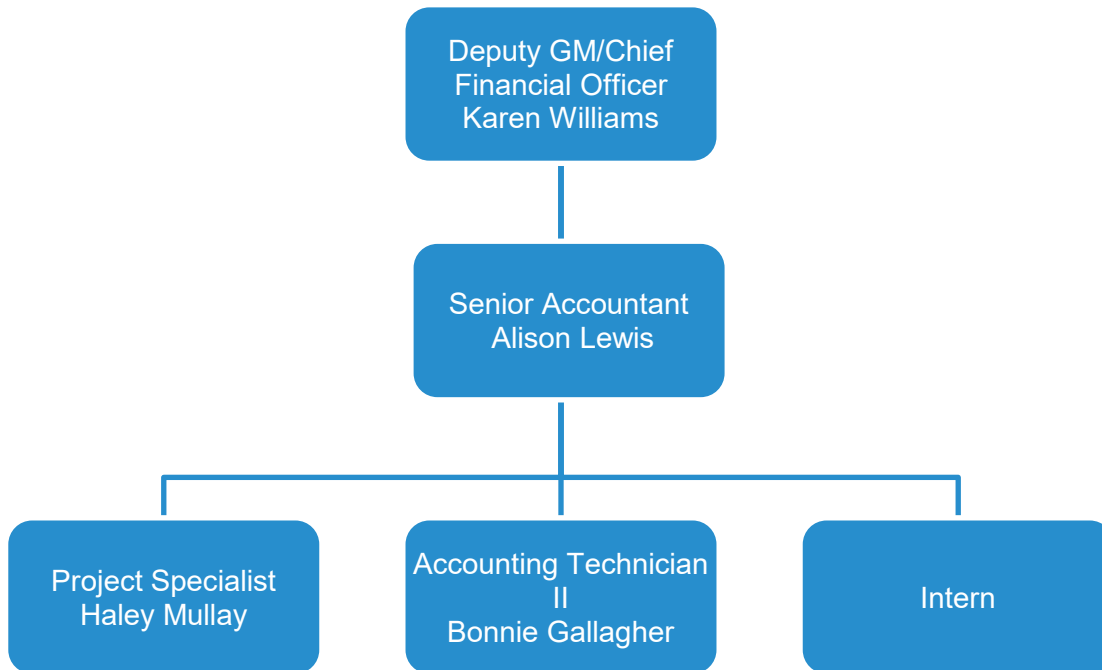 Deputy GM/Chief
Financial Officer
Karen Williams
Senior Accountant
Alison Lewis
Project Specialist
Haley Mullay
Accounting Technician
II
Bonnie Gallagher
Intern